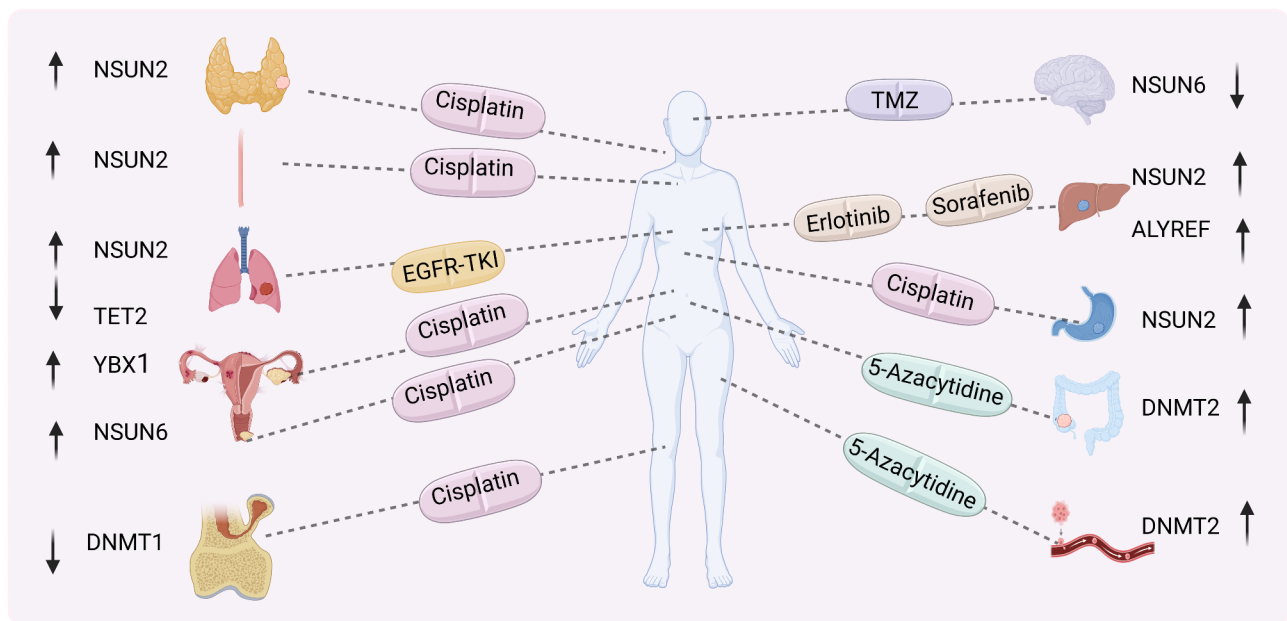 NSUN2
Cisplatin
NSUN2
Cisplatin
NSUN2
EGFR-TKI
TET2
Cisplatin
YBX1
Cisplatin
NSUN6
Cisplatin
DNMT1
TMZ
NSUN6
Erlotinib
Sorafenib
NSUN2
ALYREF
Cisplatin
NSUN2
5-Azacytidine
DNMT2
5-Azacytidine
DNMT2